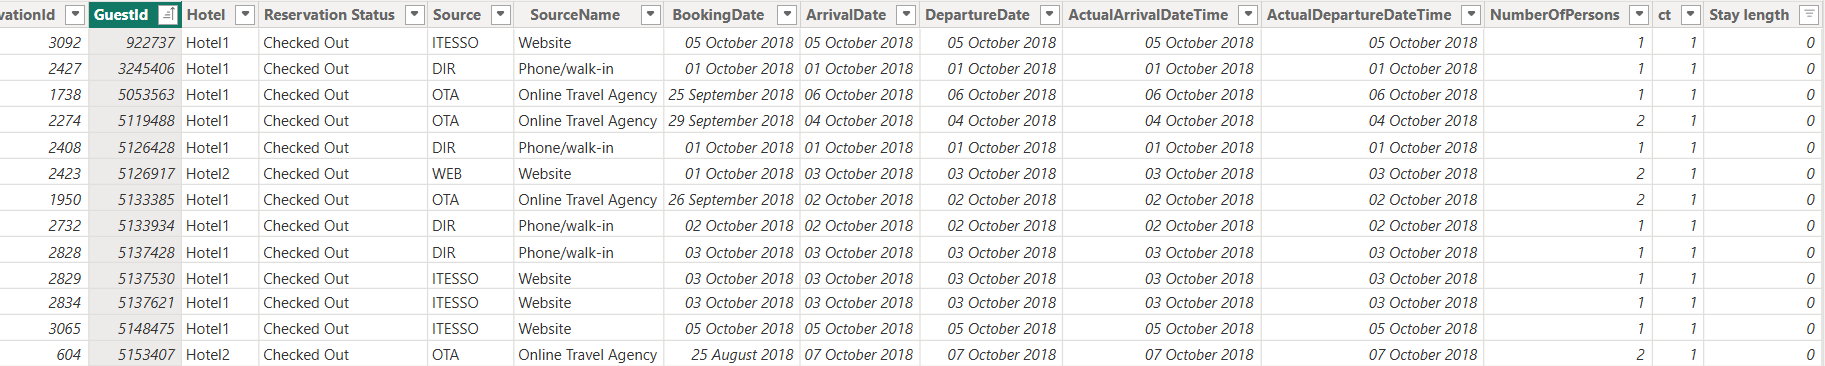 vationId GuestId Hotel Reservation Status Source SourceName BookingDate ArrivalDate DepartureDate ActualArrivalDateTime ActualDepartureDateTime NumberOfPersons ct Stay length
3092 922737 Hotel1 Checked Out ITESSO Website 05 October 2018 05 October 2018 05 October 2018 05 October 2018 05 October 2018 1 1 0
2427 3245406 Hotel1 Checked Out DIR Phone/walk-in 01 October 2018 01 October 2018 01 October 2018 01 October 2018 01 October 2018 1 1 0
1738 5053563 Hotel1 Checked Out OTA Online Travel Agency 25 September 2018 06 October 2018 06 October 2018 06 October 2018 06 October 2018 1 1 0
2274 5119488 Hotel1 Checked Out OTA Online Travel Agency 29 September 2018 04 October 2018 04 October 2018 04 October 2018 04 October 2018 2 1 0
2408 5126428 Hotel1 Checked Out DIR Phone/walk-in 01 October 2018 01 October 2018 01 October 2018 01 October 2018 01 October 2018 1 1 0
2423 5126917 Hotel2 Checked Out WEB Website 01 October 2018 03 October 2018 03 October 2018 03 October 2018 03 October 2018 2 1 0
1950 5133385 Hotel1 Checked Out OTA Online Travel Agency 26 September 2018 02 October 2018 02 October 2018 02 October 2018 02 October 2018 2 1 0
2732 5133934 Hotel1 Checked Out DIR Phone/walk-in 02 October 2018 02 October 2018 02 October 2018 02 October 2018 02 October 2018 1 1 0
2828 5137428 Hotel1 Checked Out DIR Phone/walk-in 03 October 2018 03 October 2018 03 October 2018 03 October 2018 03 October 2018 1 1 0
2829 5137530 Hotel1 Checked Out ITESSO Website 03 October 2018 03 October 2018 03 October 2018 03 October 2018 03 October 2018 1 1 0
2834 5137621 Hotel1 Checked Out ITESSO Website 03 October 2018 03 October 2018 03 October 2018 03 October 2018 03 October 2018 1 1 0
3065 5148475 Hotel1 Checked Out ITESSO Website 05 October 2018 05 October 2018 05 October 2018 05 October 2018 05 October 2018 1 1 0
604 5153407 Hotel2 Checked Out OTA Online Travel Agency 25 August 2018 07 October 2018 07 October 2018 07 October 2018 07 October 2018 2 1 0